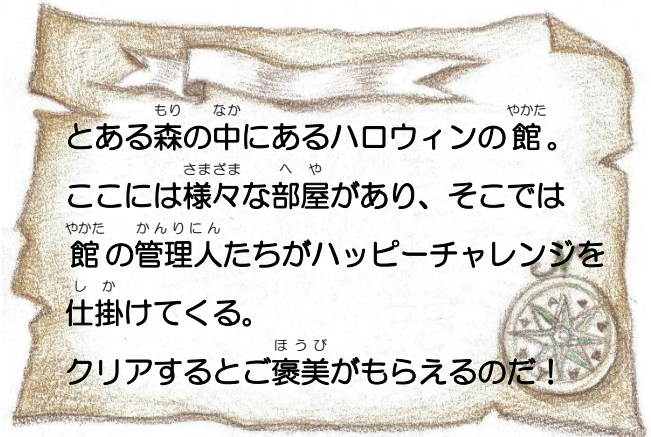 とある森の中にあるハロウィンの館。
ここには様々な部屋があり、そこでは
館の管理人たちがハッピーチャレンジを
仕掛けてくる。
クリアするとご褒美がもらえるのだ！